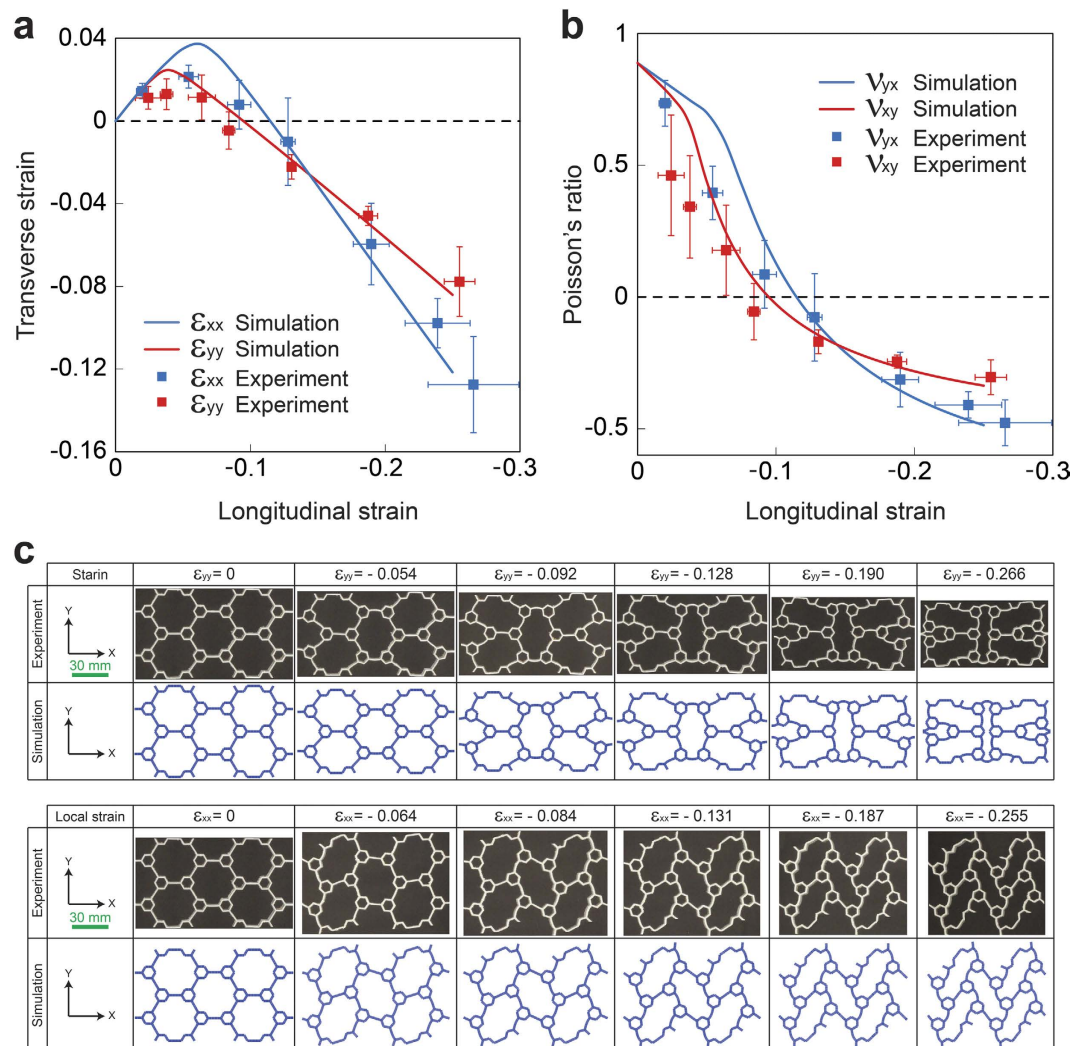 a
0.04
0
-0.04
-0.08
-0.12
-0.16
Transverse strain
εxx Simulation
εyy Simulation
εxx Experiment
εyy Experiment
0 -0.1 -0.2 -0.3
Longitudinal strain
b
1
0.5
0
-0.5
Poisson's ratio
νyx Simulation
νxy Simulation
νyx Experiment
νxy Experiment
0 -0.1 -0.2 -0.3
Longitudinal strain
c
Starin εyy= 0 εyy= - 0.054 εyy= - 0.092 εyy= - 0.128 εyy= - 0.190 εyy= - 0.266
Experiment
Y
X
30 mm
Simulation
Y
X
Local strain εxx= 0 εxx= - 0.064 εxx= - 0.084 εxx= - 0.131 εxx= - 0.187 εxx= - 0.255
Experiment
Y
X
30 mm
Simulation
Y
X